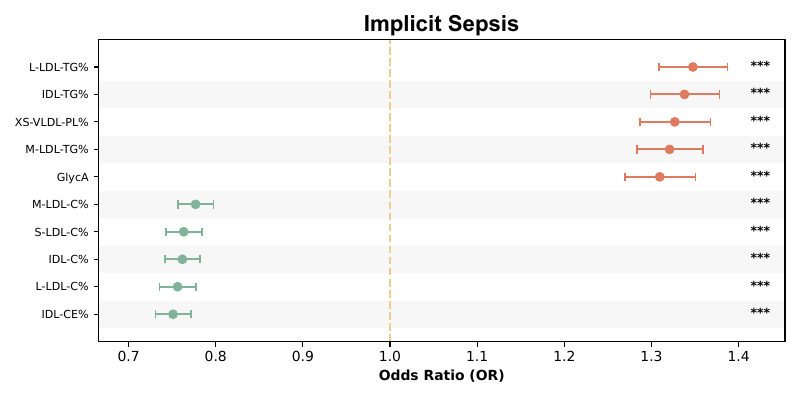 Implicit Sepsis
L-LDL-TG% ***
IDL-TG% ***
XS-VLDL-PL% ***
M-LDL-TG% ***
GlycA ***
M-LDL-C% ***
S-LDL-C% ***
IDL-C% ***
L-LDL-C% ***
IDL-CE% ***
0.7 0.8 0.9 1.0 1.1 1.2 1.3 1.4
Odds Ratio (OR)